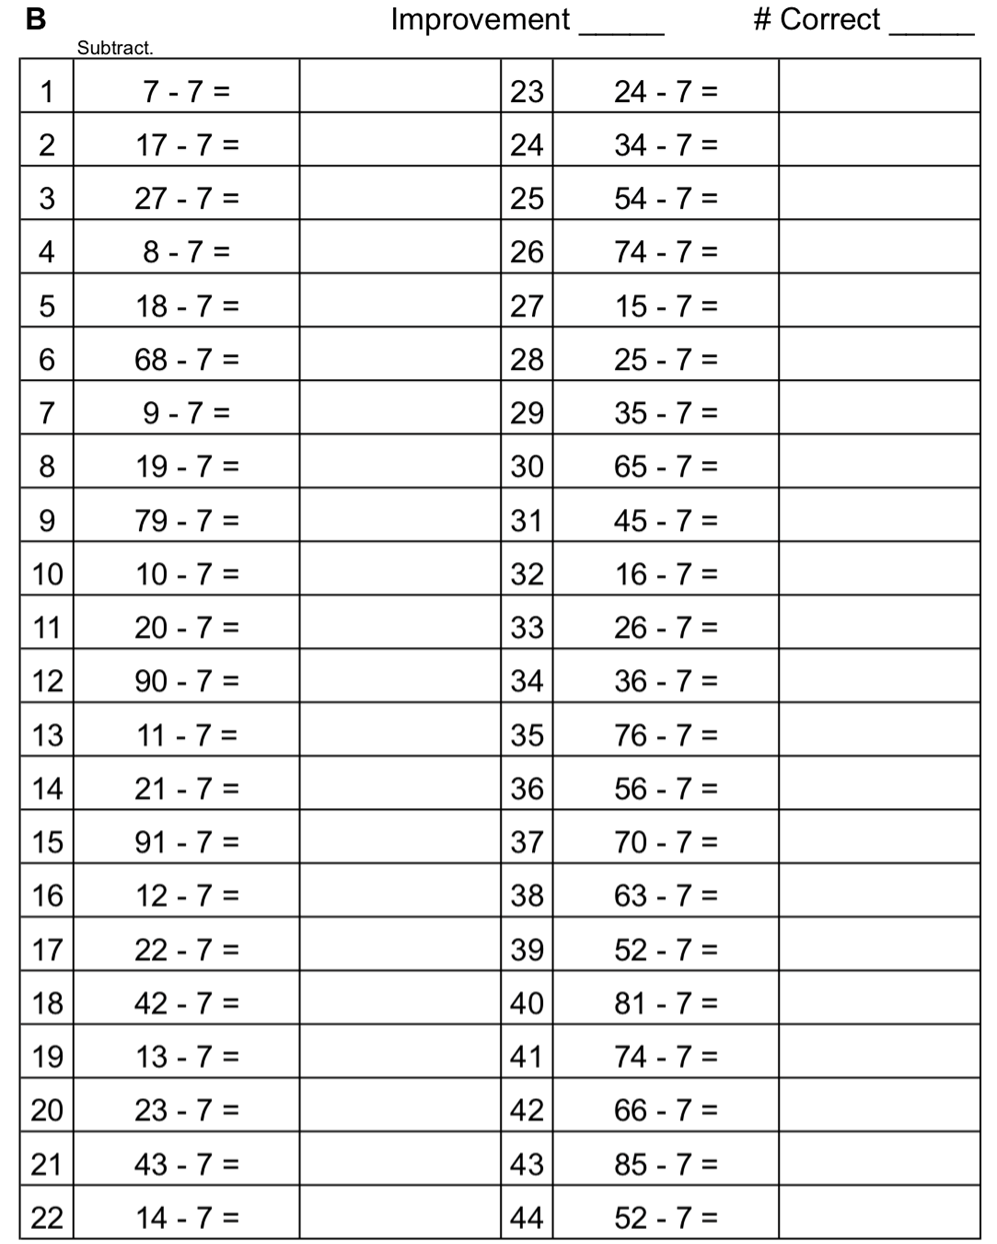 B Improvement _____ # Correct _____
Subtract.
1 7 - 7 = 23 24 - 7 =
2 17 - 7 = 24 34 - 7 =
3 27 - 7 = 25 54 - 7 =
4 8 - 7 = 26 74 - 7 =
5 18 - 7 = 27 15 - 7 =
6 68 - 7 = 28 25 - 7 =
7 9 - 7 = 29 35 - 7 =
8 19 - 7 = 30 65 - 7 =
9 79 - 7 = 31 45 - 7 =
10 10 - 7 = 32 16 - 7 =
11 20 - 7 = 33 26 - 7 =
12 90 - 7 = 34 36 - 7 =
13 11 - 7 = 35 76 - 7 =
14 21 - 7 = 36 56 - 7 =
15 91 - 7 = 37 70 - 7 =
16 12 - 7 = 38 63 - 7 =
17 22 - 7 = 39 52 - 7 =
18 42 - 7 = 40 81 - 7 =
19 13 - 7 = 41 74 - 7 =
20 23 - 7 = 42 66 - 7 =
21 43 - 7 = 43 85 - 7 =
22 14 - 7 = 44 52 - 7 =